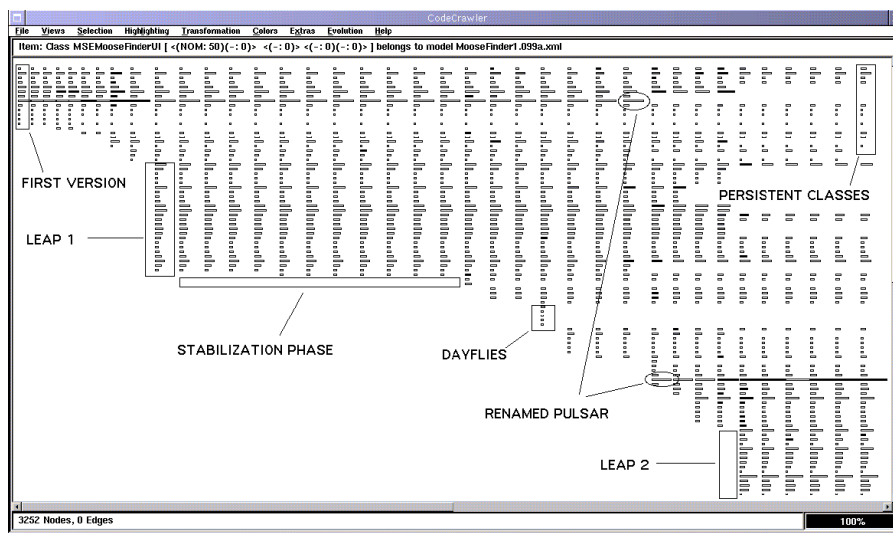 CodeCrawler
File Views Selection Highlighting Transformation Colors Extras Evolution Help
Item: Class MSEMooseFinderUI [ <(NOM: 50)(-: 0)> <(-: 0)> <(-: 0)(-: 0)> ] belongs to model MooseFinder1.099a.xml
FIRST VERSION
PERSISTENT CLASSES
LEAP 1
STABILIZATION PHASE
DAYFLIES
RENAMED PULSAR
LEAP 2
3252 Nodes, 0 Edges
100%